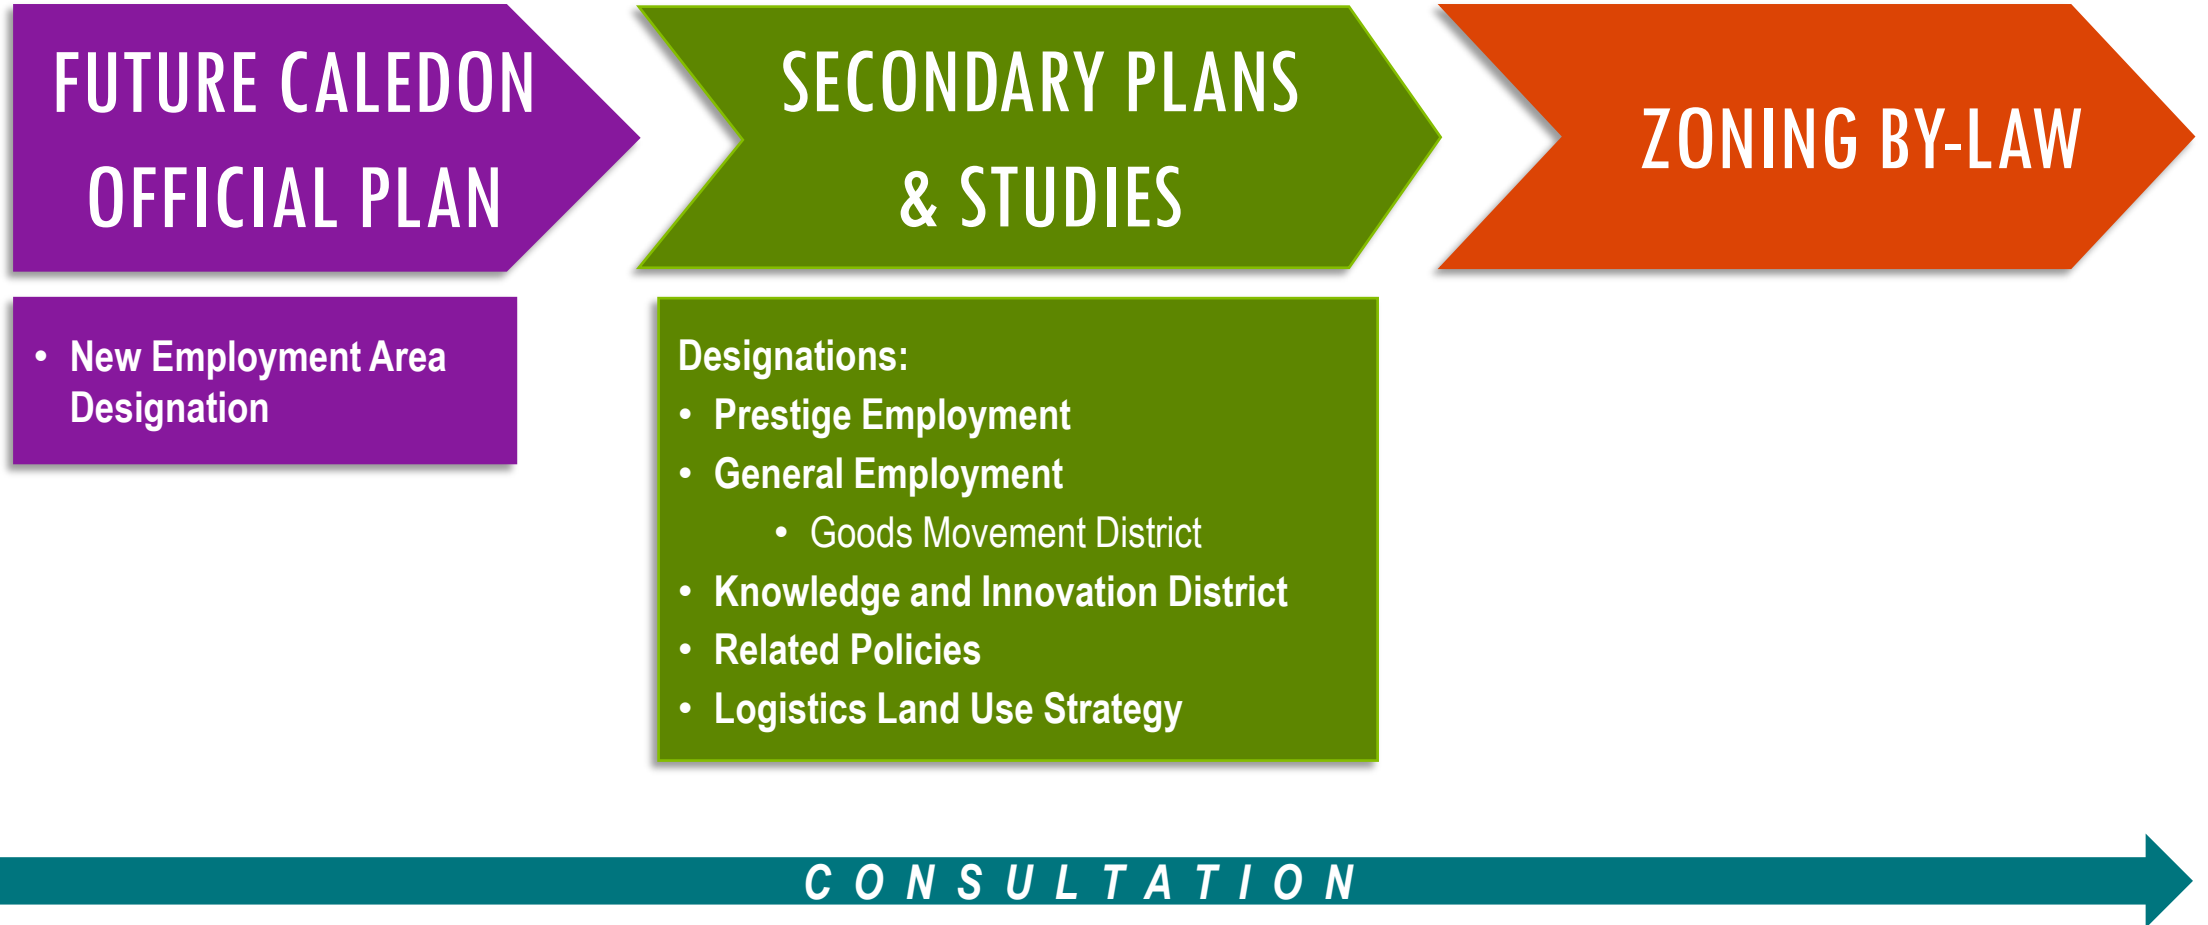 FUTURE CALEDON
OFFICIAL PLAN
SECONDARY PLANS
& STUDIES
ZONING BY-LAW
• New Employment Area
Designation
Designations:
• Prestige Employment
• General Employment
• Goods Movement District
• Knowledge and Innovation District
• Related Policies
• Logistics Land Use Strategy
CONSULTATION